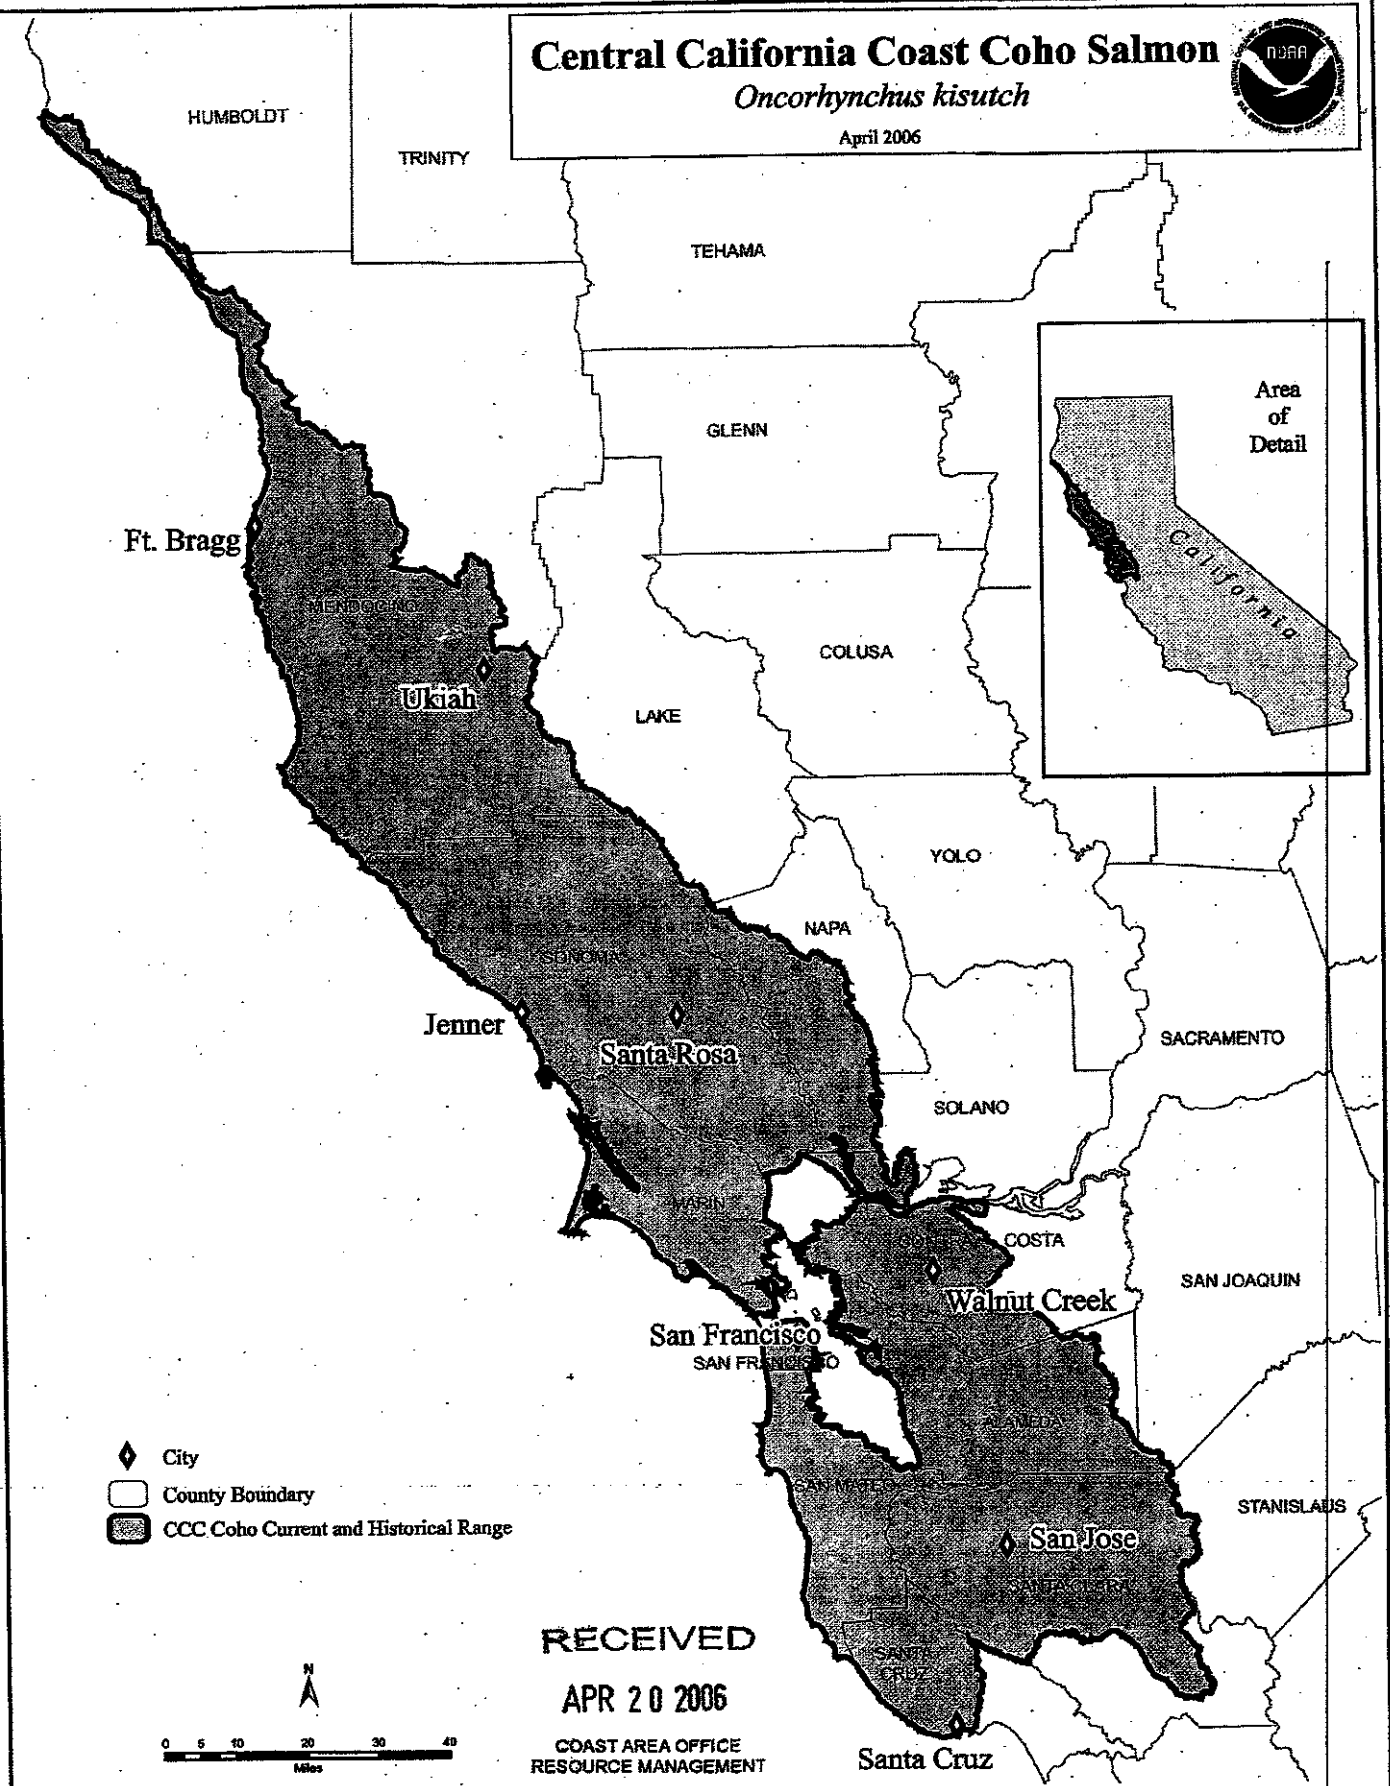 Central California Coast Coho Salmon
Oncorhynchus kisutch
April 2006
NOAA
HUMBOLDT
TRINITY
TEHAMA
Area
of
Detail
GLENN
California
Ft. Bragg
MENDOCINO
COLUSA
Ukiah
LAKE
YOLO
NAPA
SONOMA
Jenner
Santa Rosa
SACRAMENTO
SOLANO
MARIN
CONTRA COSTA
SAN JOAQUIN
Walnut Creek
San Francisco
SAN FRANCISCO
ALAMEDA
City
County Boundary
CCC Coho Current and Historical Range
SAN MATEO
STANISLAUS
San Jose
SANTA CLARA
RECEIVED
SANTA
CRUZ
N
APR 20 2006
0 5 10 20 30 40
Miles
COAST AREA OFFICE
RESOURCE MANAGEMENT
Santa Cruz